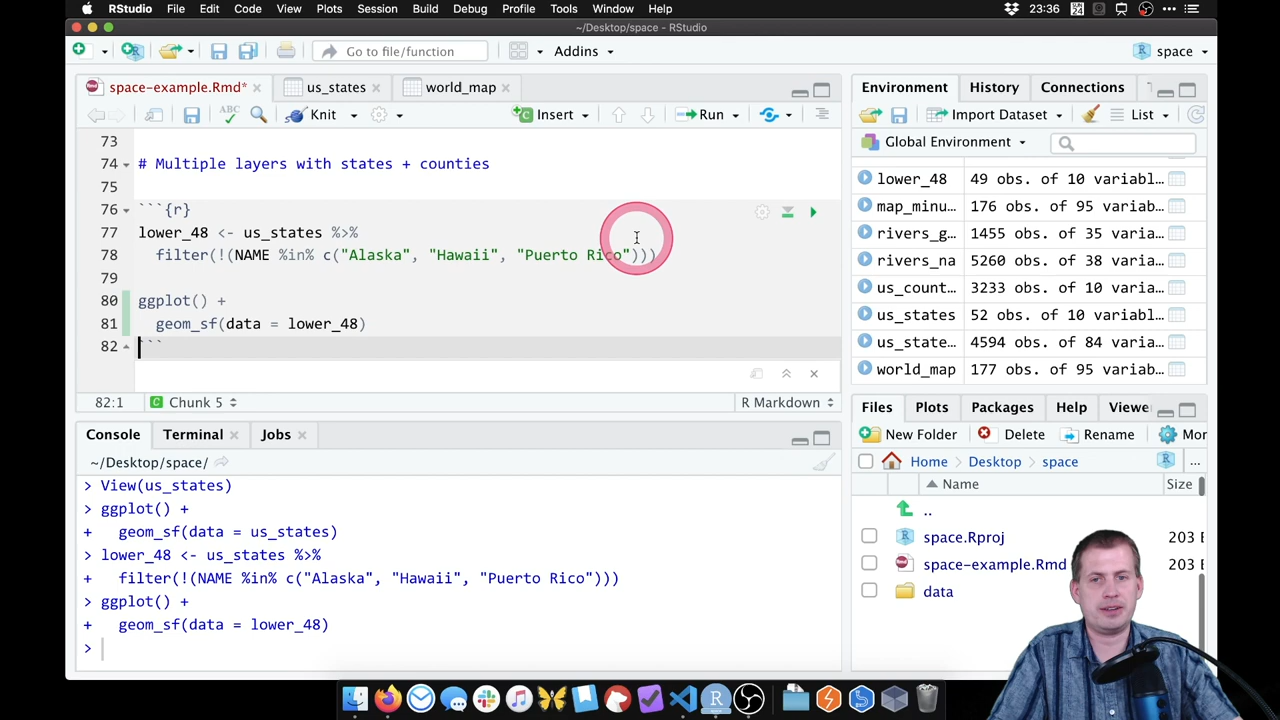 RStudio File Edit Code View Plots Session Build Debug Profile Tools Window Help 23:36
~/Desktop/space - RStudio
Go to file/function Addins space
space-example.Rmd* us_states world_map
Knit Insert Run
73
74 # Multiple layers with states + counties
75
76 ```{r}
77 lower_48 <- us_states %>%
78 filter(!(NAME %in% c("Alaska", "Hawaii", "Puerto Rico")))
79
80 ggplot() +
81 geom_sf(data = lower_48)
82 ```
82:1 Chunk 5 R Markdown
Console Terminal Jobs
~/Desktop/space/
> View(us_states)
> ggplot() +
+ geom_sf(data = us_states)
> lower_48 <- us_states %>%
+ filter(!(NAME %in% c("Alaska", "Hawaii", "Puerto Rico")))
> ggplot() +
+ geom_sf(data = lower_48)
>
Environment History Connections
Import Dataset List
Global Environment
lower_48 49 obs. of 10 variabl…
map_minu… 176 obs. of 95 variab…
rivers_g… 1455 obs. of 35 varia…
rivers_na 5260 obs. of 38 varia…
us_count… 3233 obs. of 10 varia…
us_states 52 obs. of 10 variabl…
us_state… 4594 obs. of 84 varia…
world_map 177 obs. of 95 variab…
Files Plots Packages Help Viewe
New Folder Delete Rename Mor
Home Desktop space ...
Name Size
..
space.Rproj 203
space-example.Rmd 203
data